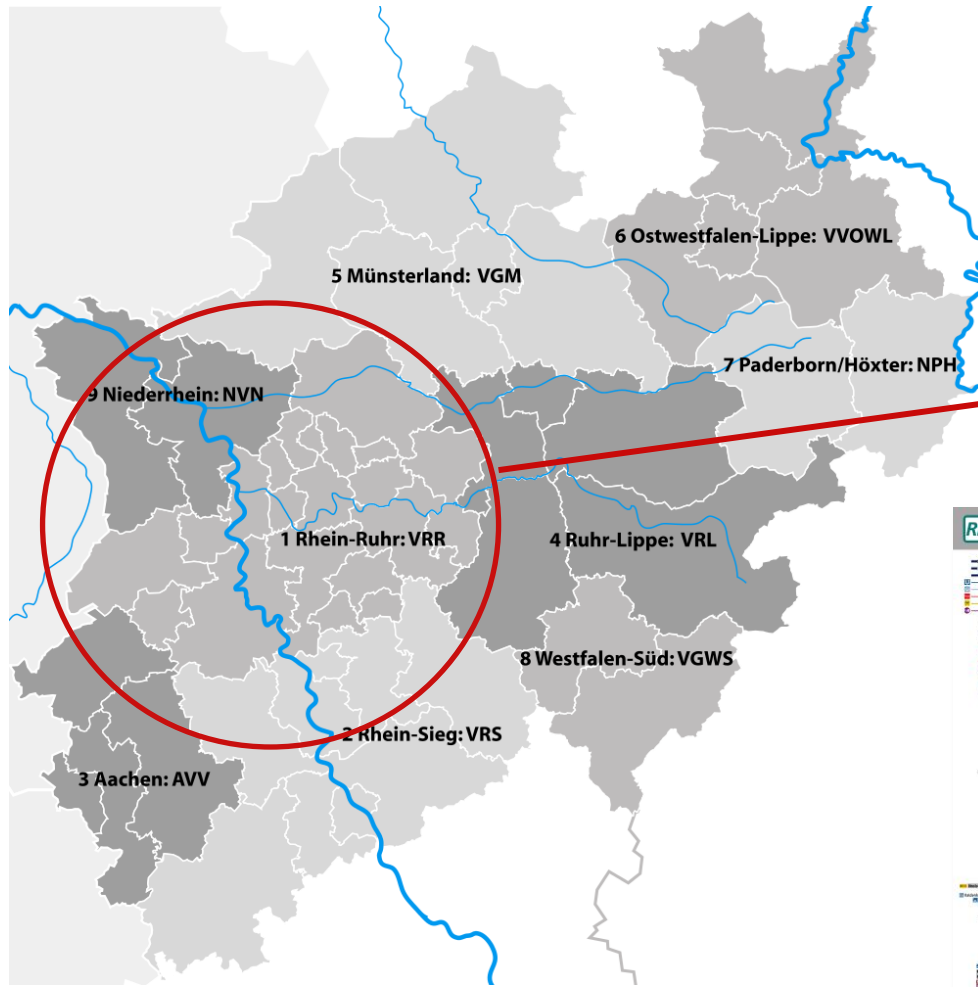 6 Ostwestfalen-Lippe: VVOWL
5 Münsterland: VGM
7 Paderborn/Höxter: NPH
9 Niederrhein: NVN
1 Rhein-Ruhr: VRR
4 Ruhr-Lippe: VRL
8 Westfalen-Süd: VGWS
2 Rhein-Sieg: VRS
3 Aachen: AVV